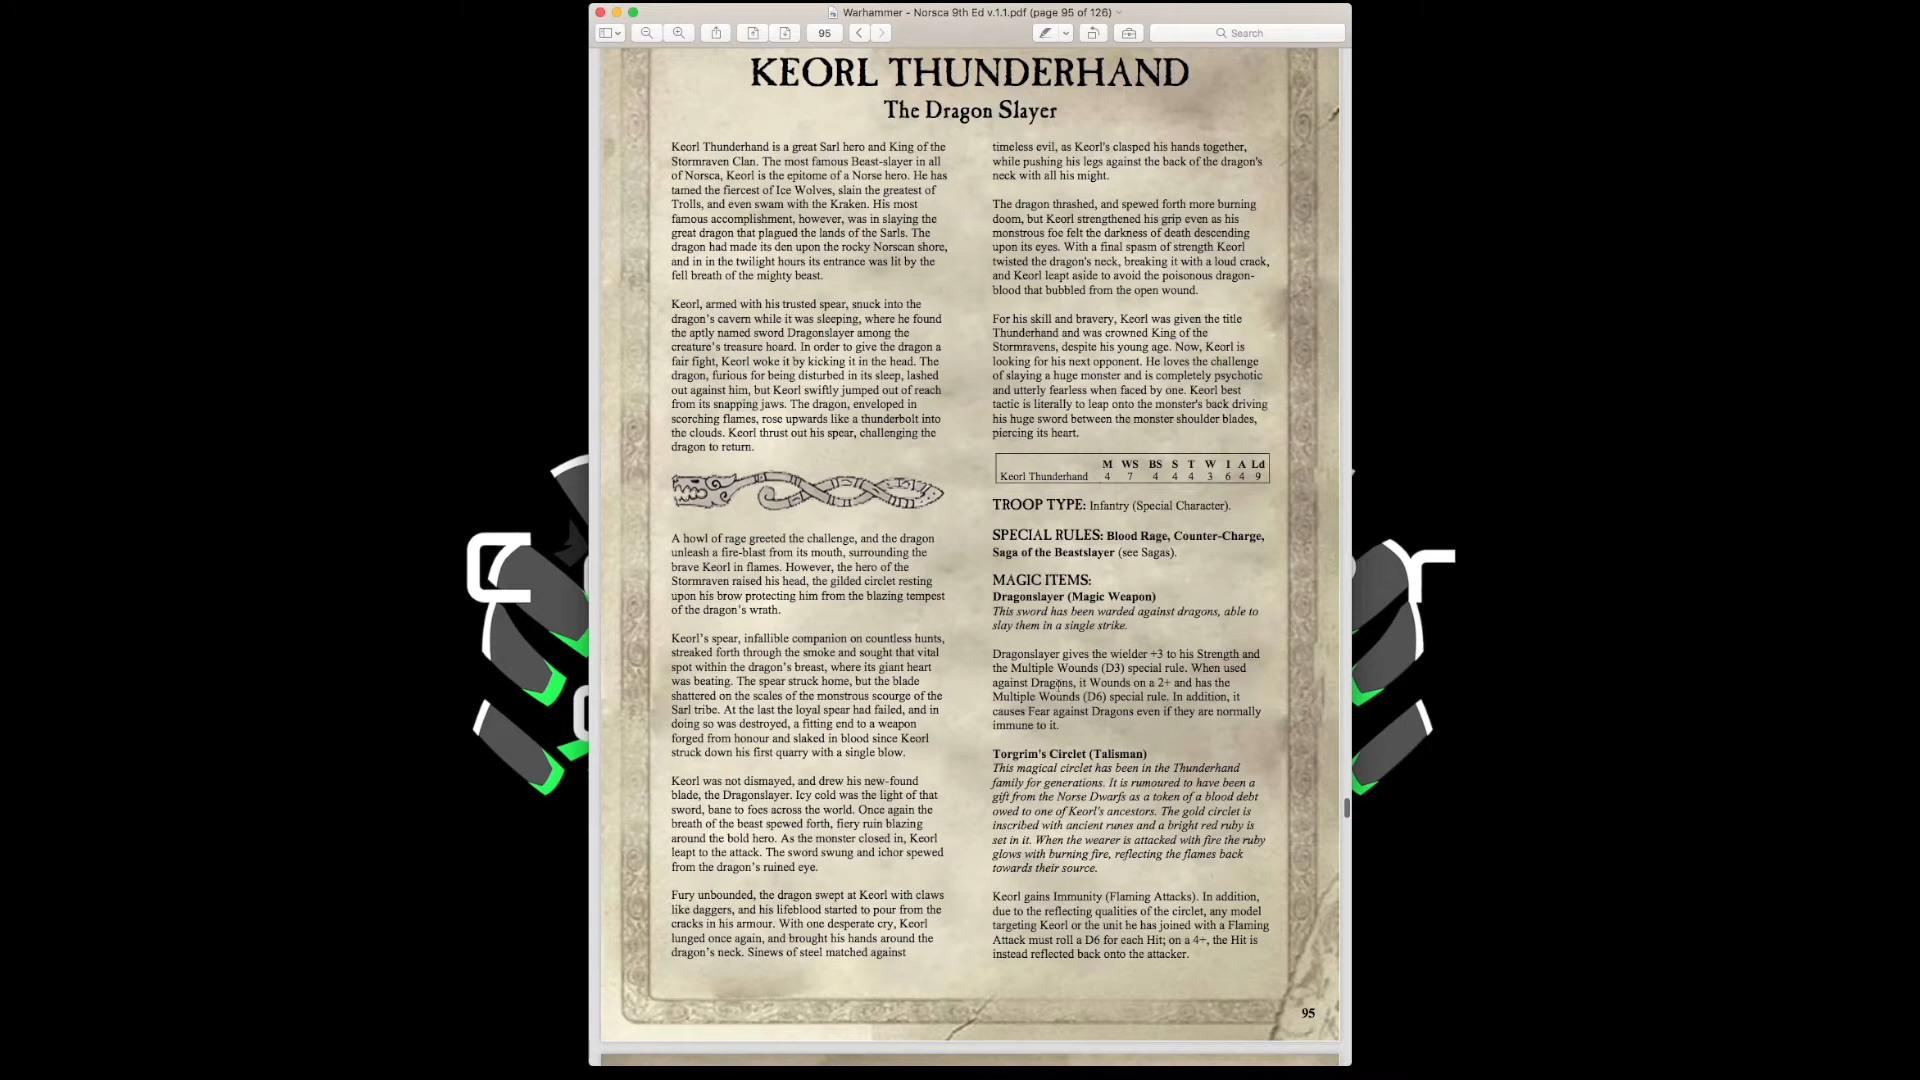 Warhammer - Norsca 9th Ed v.1.1.pdf (page 95 of 126)
95
Search
KEORL THUNDERHAND
The Dragon Slayer
Keorl Thunderhand is a great Sarl hero and King of the
Stormraven Clan. The most famous Beast-slayer in all
of Norsca, Keorl is the epitome of a Norse hero. He has
tamed the fiercest of Ice Wolves, slain the greatest of
Trolls, and even swam with the Kraken. His most
famous accomplishment, however, was in slaying the
great dragon that plagued the lands of the Sarls. The
dragon had made its den upon the rocky Norscan shore,
and in in the twilight hours its entrance was lit by the
fell breath of the mighty beast.
Keorl, armed with his trusted spear, snuck into the
dragon's cavern while it was sleeping, where he found
the aptly named sword Dragonslayer among the
creature's treasure hoard. In order to give the dragon a
fair fight, Keorl woke it by kicking it in the head. The
dragon, furious for being disturbed in its sleep, lashed
out against him, but Keorl swiftly jumped out of reach
from its snapping jaws. The dragon, enveloped in
scorching flames, rose upwards like a thunderbolt into
the clouds. Keorl thrust out his spear, challenging the
dragon to return.
A howl of rage greeted the challenge, and the dragon
unleash a fire-blast from its mouth, surrounding the
brave Keorl in flames. However, the hero of the
Stormraven raised his head, the gilded circlet resting
upon his brow protecting him from the blazing tempest
of the dragon's wrath.
Keorl's spear, infallible companion on countless hunts,
streaked forth through the smoke and sought that vital
spot within the dragon's breast, where its giant heart
was beating. The spear struck home, but the blade
shattered on the scales of the monstrous scourge of the
Sarl tribe. At the last the loyal spear had failed, and in
doing so was destroyed, a fitting end to a weapon
forged from honour and slaked in blood since Keorl
struck down his first quarry with a single blow.
Keorl was not dismayed, and drew his new-found
blade, the Dragonslayer. Icy cold was the light of that
sword, bane to foes across the world. Once again the
breath of the beast spewed forth, fiery ruin blazing
around the bold hero. As the monster closed in, Keorl
leapt to the attack. The sword swung and ichor spewed
from the dragon's ruined eye.
Fury unbounded, the dragon swept at Keorl with claws
like daggers, and his lifeblood started to pour from the
cracks in his armour. With one desperate cry, Keorl
lunged once again, and brought his hands around the
dragon's neck. Sinews of steel matched against
timeless evil, as Keorl's clasped his hands together,
while pushing his legs against the back of the dragon's
neck with all his might.
The dragon thrashed, and spewed forth more burning
doom, but Keorl strengthened his grip even as his
monstrous foe felt the darkness of death descending
upon its eyes. With a final spasm of strength Keorl
twisted the dragon's neck, breaking it with a loud crack,
and Keorl leapt aside to avoid the poisonous dragon-
blood that bubbled from the open wound.
For his skill and bravery, Keorl was given the title
Thunderhand and was crowned King of the
Stormravens, despite his young age. Now, Keorl is
looking for his next opponent. He loves the challenge
of slaying a huge monster and is completely psychotic
and utterly fearless when faced by one. Keorl best
tactic is literally to leap onto the monster's back driving
his huge sword between the monster shoulder blades,
piercing its heart.
M WS BS S T W I A Ld
Keorl Thunderhand 4 7 4 4 4 3 6 4 9
TROOP TYPE: Infantry (Special Character).
SPECIAL RULES: Blood Rage, Counter-Charge,
Saga of the Beastslayer (see Sagas).
MAGIC ITEMS:
Dragonslayer (Magic Weapon)
This sword has been warded against dragons, able to
slay them in a single strike.
Dragonslayer gives the wielder +3 to his Strength and
the Multiple Wounds (D3) special rule. When used
against Dragons, it Wounds on a 2+ and has the
Multiple Wounds (D6) special rule. In addition, it
causes Fear against Dragons even if they are normally
immune to it.
Torgrim's Circlet (Talisman)
This magical circlet has been in the Thunderhand
family for generations. It is rumoured to have been a
gift from the Norse Dwarfs as a token of a blood debt
owed to one of Keorl's ancestors. The gold circlet is
inscribed with ancient runes and a bright red ruby is
set in it. When the wearer is attacked with fire the ruby
glows with burning fire, reflecting the flames back
towards their source.
Keorl gains Immunity (Flaming Attacks). In addition,
due to the reflecting qualities of the circlet, any model
targeting Keorl or the unit he has joined with a Flaming
Attack must roll a D6 for each Hit; on a 4+, the Hit is
instead reflected back onto the attacker.
95